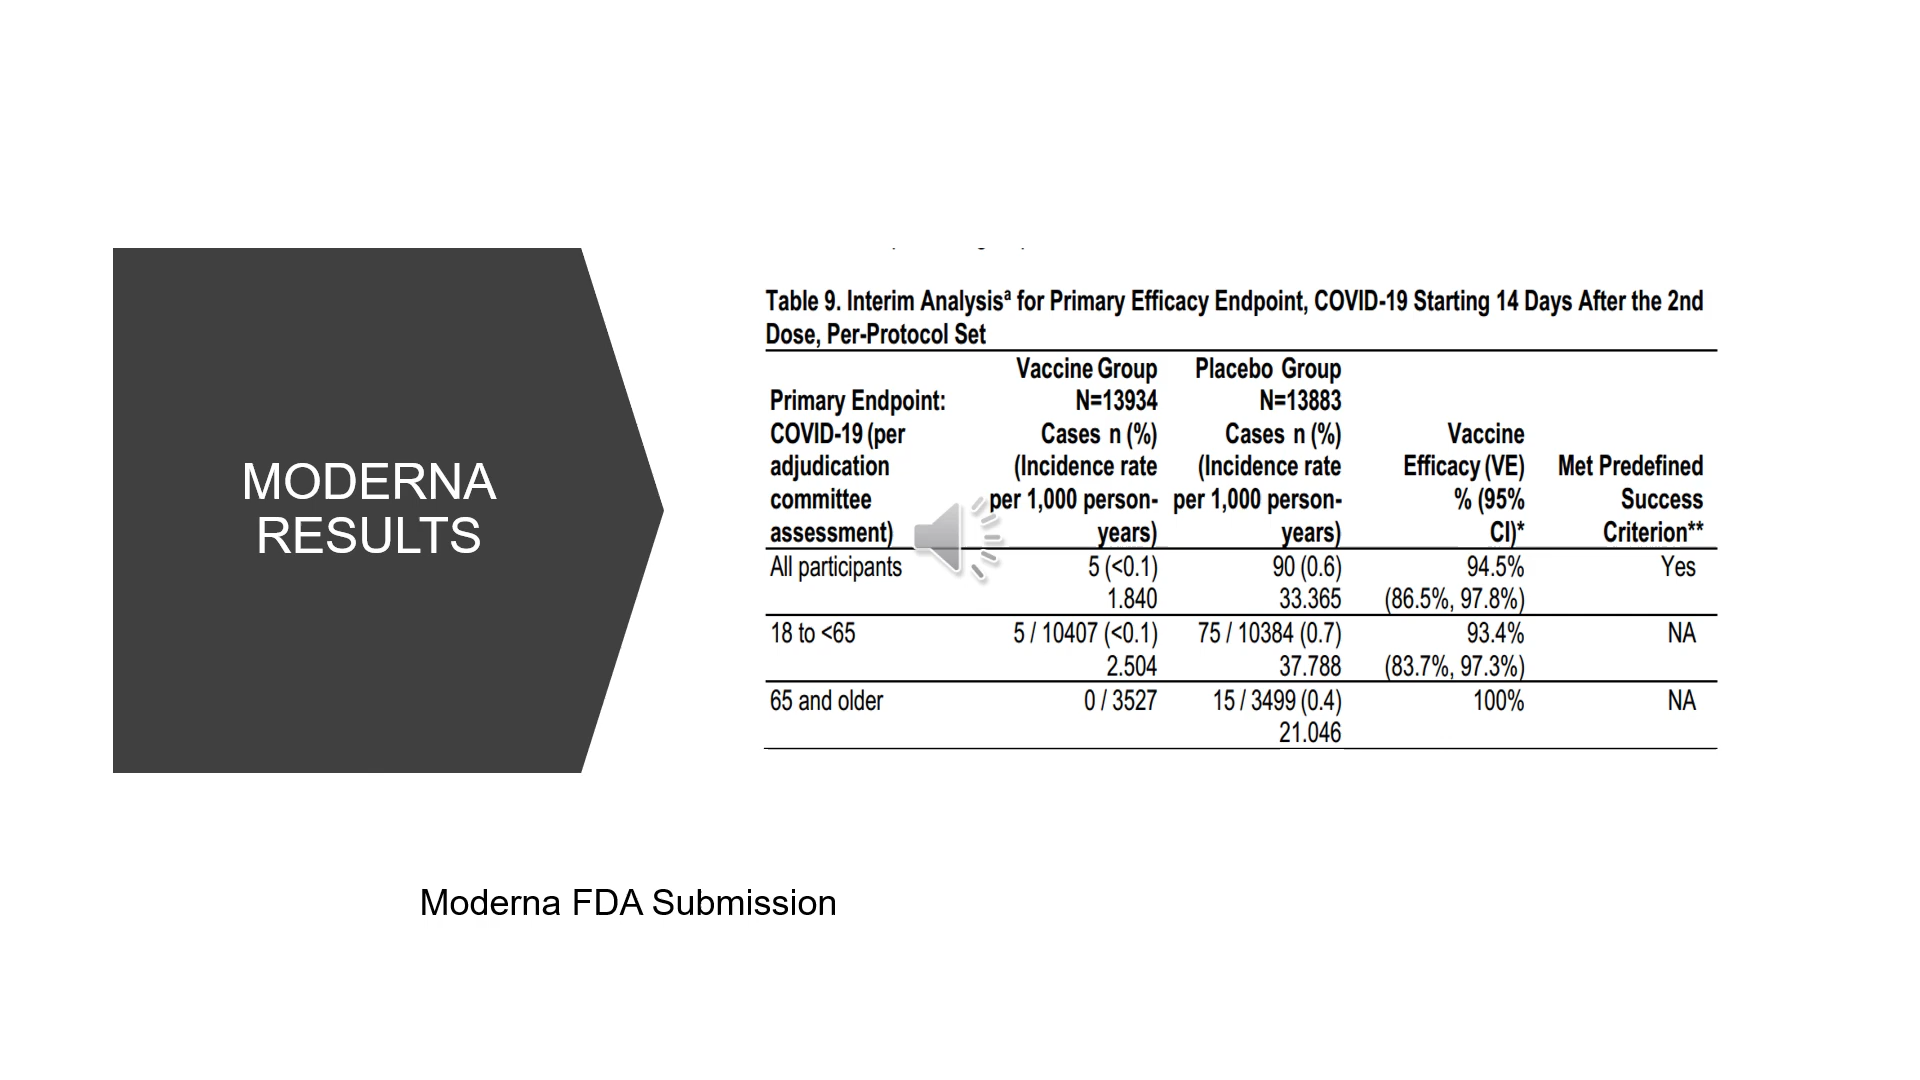 MODERNA
RESULTS
Table 9. Interim Analysisª for Primary Efficacy Endpoint, COVID-19 Starting 14 Days After the 2nd
Dose, Per-Protocol Set
Primary Endpoint:
COVID-19 (per
adjudication
committee
assessment)
Vaccine Group
N=13934
Cases n (%)
(Incidence rate
per 1,000 person-
years)
Placebo Group
N=13883
Cases n (%)
(Incidence rate
per 1,000 person-
years)
Vaccine
Efficacy (VE)
% (95%
CI)*
Met Predefined
Success
Criterion**
All participants 5 (<0.1) 90 (0.6) 94.5% Yes
1.840 33.365 (86.5%, 97.8%)
18 to <65 5 / 10407 (<0.1) 75 / 10384 (0.7) 93.4% NA
2.504 37.788 (83.7%, 97.3%)
65 and older 0 / 3527 15 / 3499 (0.4) 100% NA
21.046
Moderna FDA Submission